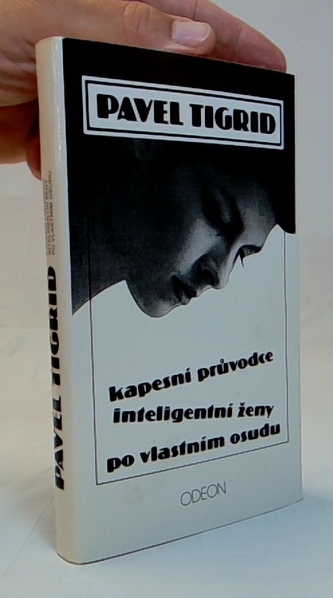 PAVEL TIGRID
kapesní průvodce
inteligentní ženy
po vlastním osudu
ODEON
PAVEL TIGRID